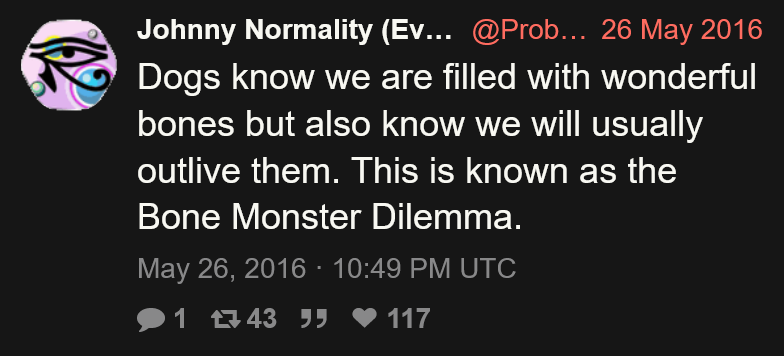 Johnny Normality (Ev... @Prob... 26 May 2016
Dogs know we are filled with wonderful
bones but also know we will usually
outlive them. This is known as the
Bone Monster Dilemma.
May 26, 2016 · 10:49 PM UTC
1 43 117